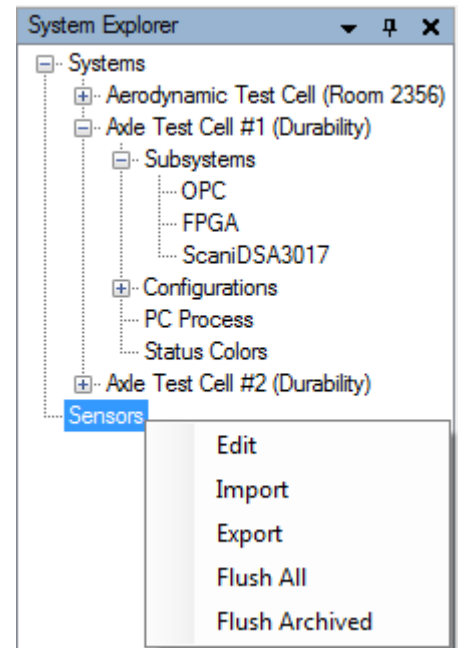 System Explorer
Systems
Aerodynamic Test Cell (Room 2356)
Axle Test Cell #1 (Durability)
Subsystems
OPC
FPGA
ScaniDSA3017
Configurations
PC Process
Status Colors
Axle Test Cell #2 (Durability)
Sensors
Edit
Import
Export
Flush All
Flush Archived